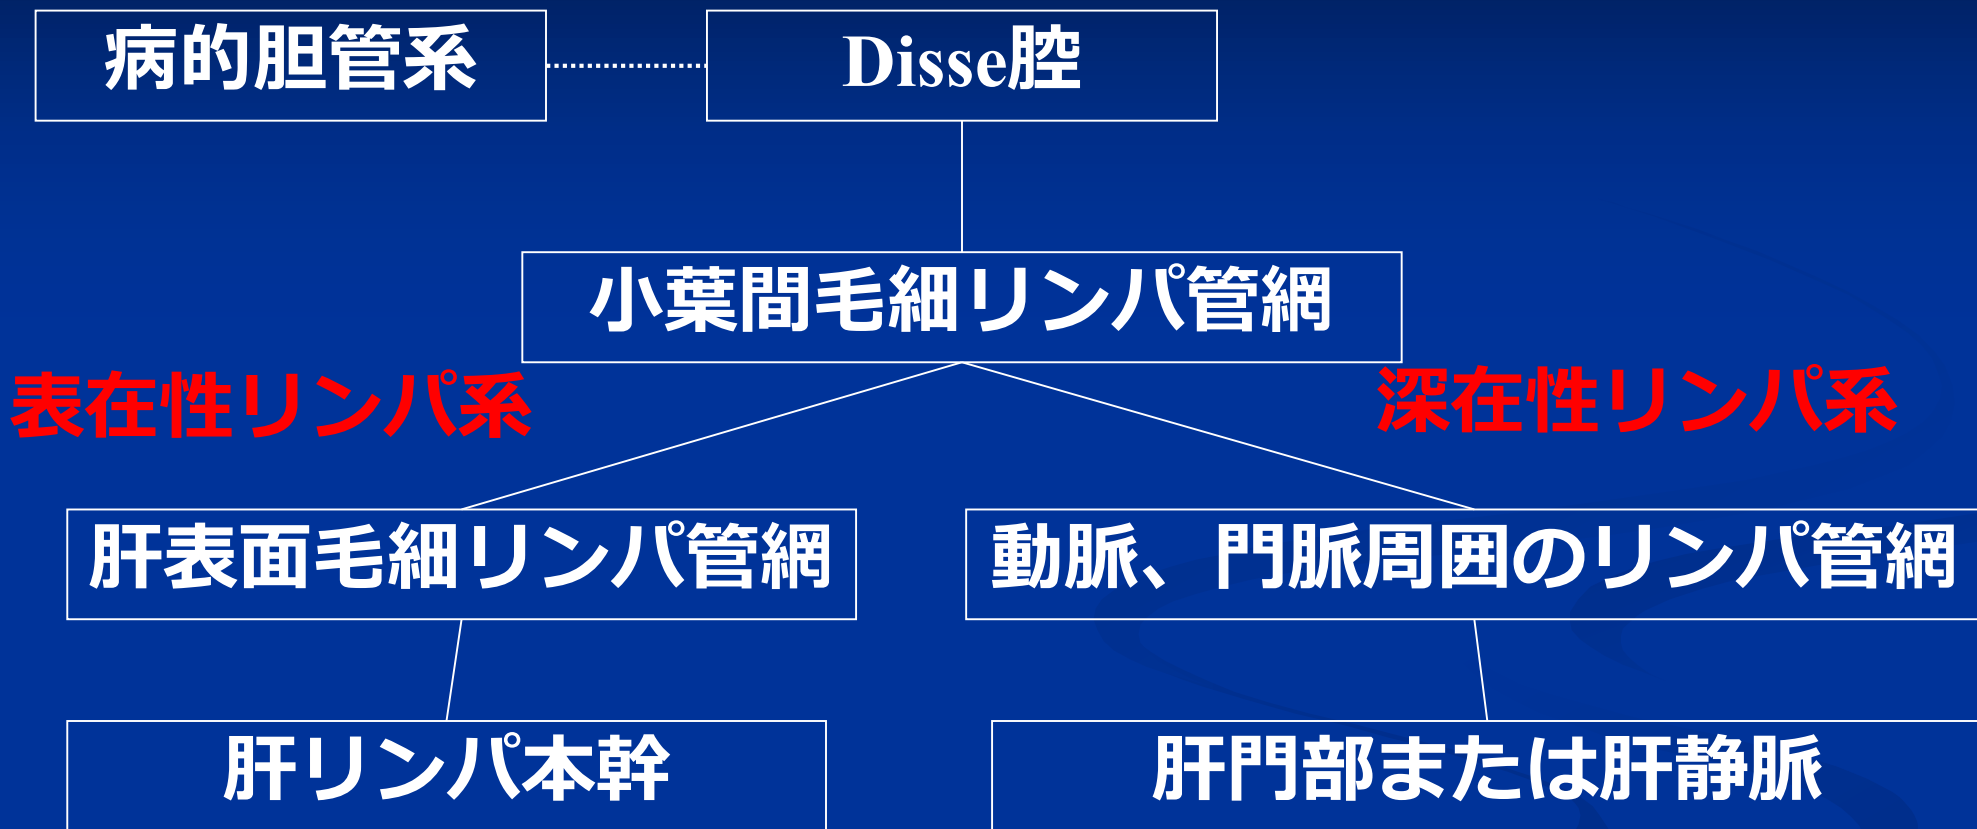 病的胆管系
Disse腔
小葉間毛細リンパ管網
表在性リンパ系
深在性リンパ系
肝表面毛細リンパ管網
動脈、門脈周囲のリンパ管網
肝リンパ本幹
肝門部または肝静脈